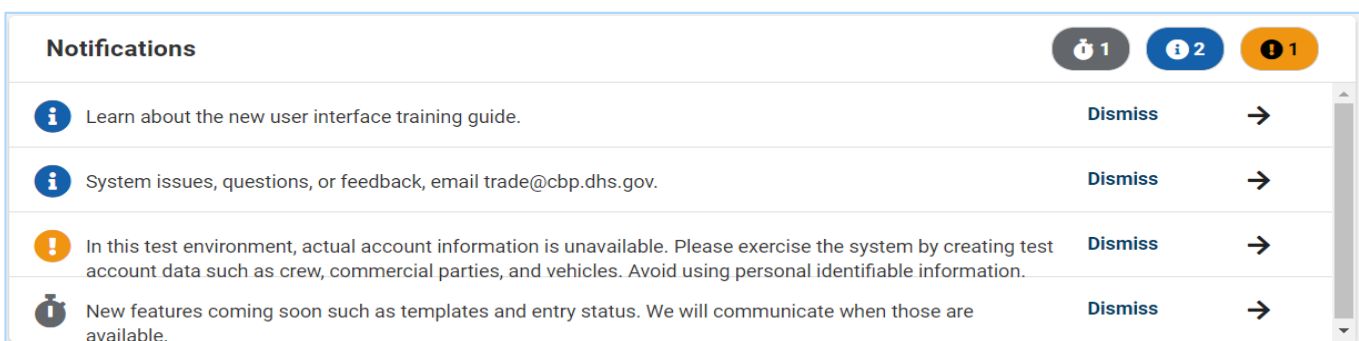 Notifications 1 2 1
Learn about the new user interface training guide. Dismiss
System issues, questions, or feedback, email trade@cbp.dhs.gov. Dismiss
In this test environment, actual account information is unavailable. Please exercise the system by creating test Dismiss
account data such as crew, commercial parties, and vehicles. Avoid using personal identifiable information.
New features coming soon such as templates and entry status. We will communicate when those are Dismiss
available.